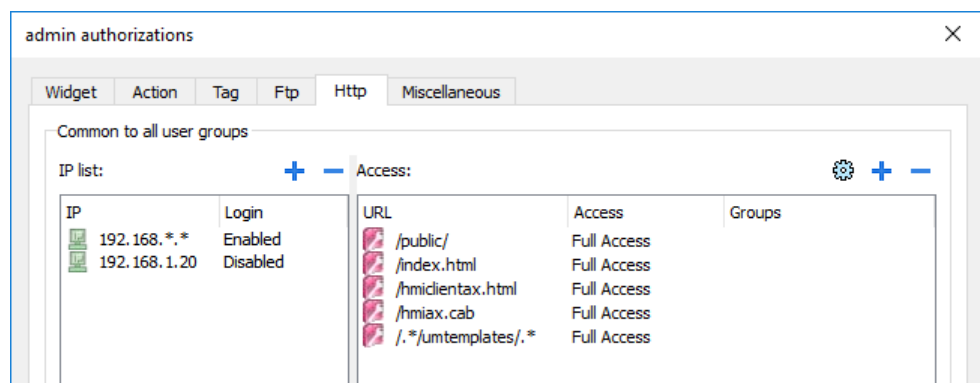 admin authorizations
Widget Action Tag Ftp Http Miscellaneous
Common to all user groups
IP list: Access:
IP Login URL Access Groups
192.168.*.* Enabled /public/ Full Access
192.168.1.20 Disabled /index.html Full Access
/hmiclientax.html Full Access
/hmiax.cab Full Access
/.*/umtemplates/.* Full Access